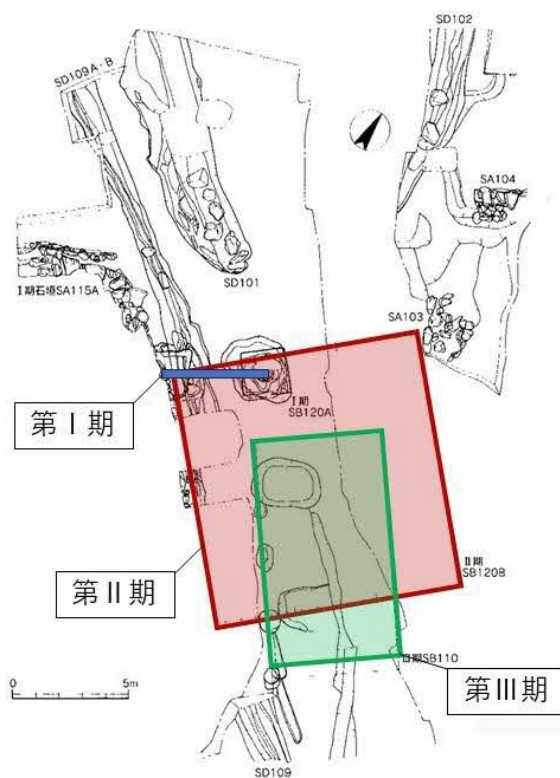 SD102
SD109A・B
SA104
SD101
Ⅰ期石垣SA115A
SA103
Ⅰ期
SB120A
第Ⅰ期
第Ⅱ期
Ⅱ期
SB120B
Ⅲ期SB110
第Ⅲ期
0
5m
SD109